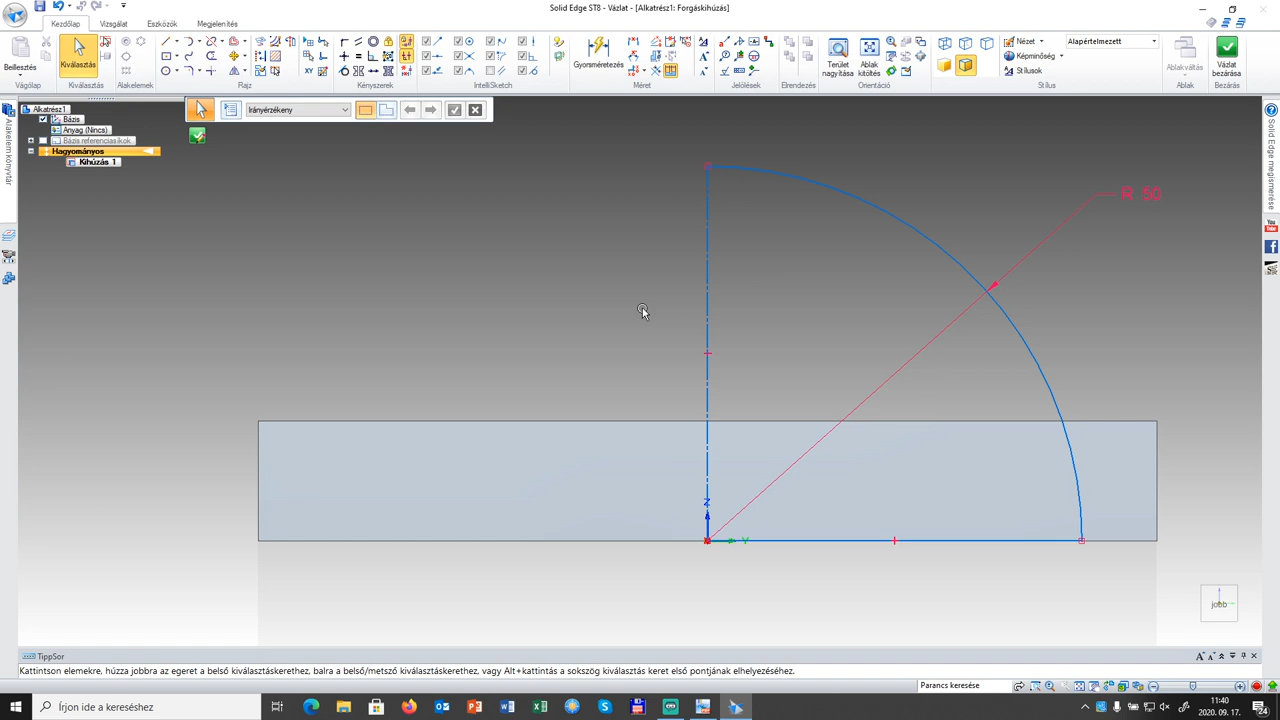 Solid Edge ST8 - Vázlat - [Alkatrész1: Forgáskihúzás]
Kezdőlap
Vizsgálat
Eszközök
Megjelenítés
Beillesztés
Kiválasztás
XY
Gyorsméretezés
Terület nagyítása
Ablak kitöltés
Nézet
Képminőség
Stílusok
Alapértelmezett
Ablakváltás
Vázlat bezárása
Vágólap
Kiválasztás
Alakelemek
Rajz
Kényszerek
IntelliSketch
Méret
Jelölések
Elrendezés
Orientáció
Stílus
Ablak
Bezárás
Irányérzékeny
Alkatrész1
Bázis
Anyag (Nincs)
Bázis referenciasíkok
Hagyományos
Kihúzás 1
Alakelem könyvtár
Solid Edge megismerése
You
Tube
R 50
Z
Y
jobb
TippSor
Kattintson elemekre, húzza jobbra az egeret a belső kiválasztáskerethez, balra a belső/metsző kiválasztáskerethez, vagy Alt+kattintás a sokszög kiválasztás keret első pontjának elhelyezéséhez.
Parancs keresése
Írjon ide a kereséshez
11:40
2020. 09. 17.
24